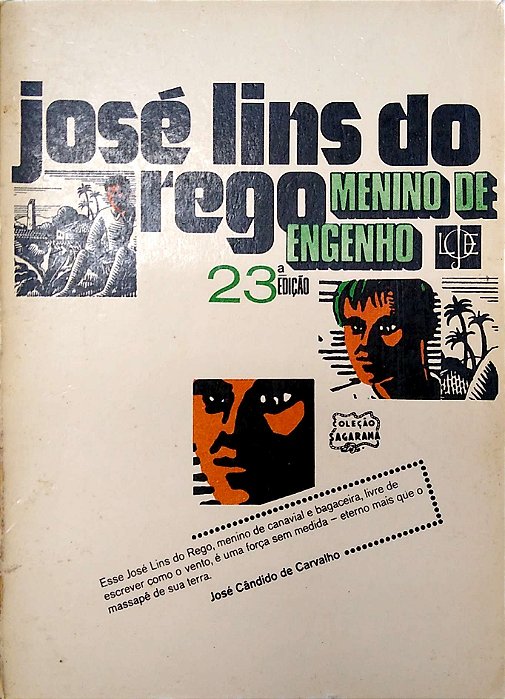 josé lins do
rego
MENINO DE
ENGENHO
23ª
EDIÇÃO
COLEÇÃO
SAGARANA
Esse José Lins do Rego, menino de canavial e bagaceira, livre de
escrever como o vento, é uma força sem medida – eterno mais que o
massapê de sua terra.
José Cândido de Carvalho